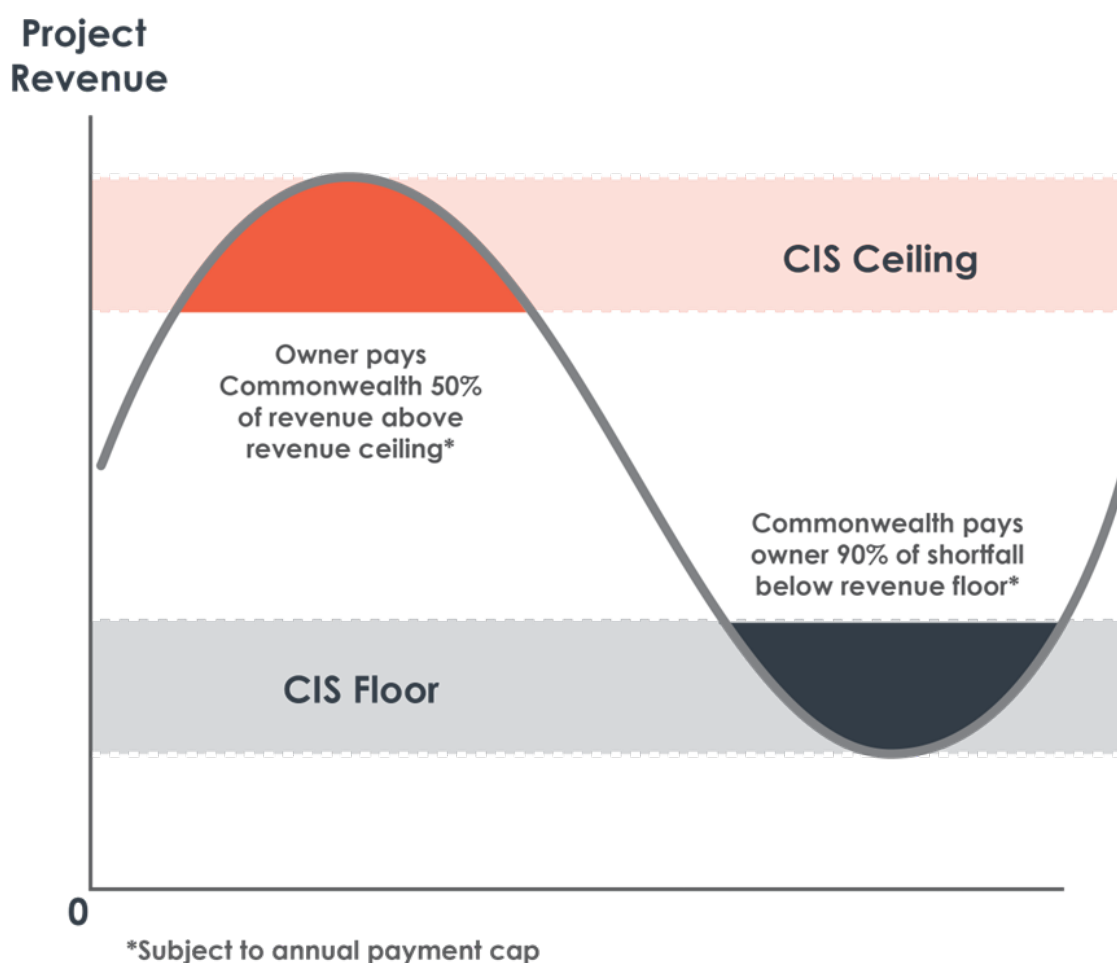 Project
Revenue
CIS Ceiling
Owner pays
Commonwealth 50%
of revenue above
revenue ceiling*
Commonwealth pays
owner 90% of shortfall
below revenue floor*
CIS Floor
0
*Subject to annual payment cap